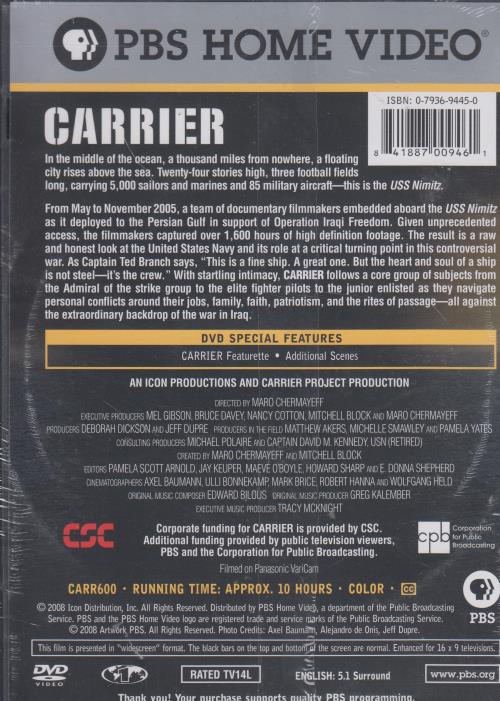 PBS HOME VIDEO®
ISBN: 0-7936-9445-0
8 41887 00946 1
CARRIER
In the middle of the ocean, a thousand miles from nowhere, a floating
city rises above the sea. Twenty-four stories high, three football fields
long, carrying 5,000 sailors and marines and 85 military aircraft—this is the USS Nimitz.
From May to November 2005, a team of documentary filmmakers embedded aboard the USS Nimitz
as it deployed to the Persian Gulf in support of Operation Iraqi Freedom. Given unprecedented
access, the filmmakers captured over 1,600 hours of high definition footage. The result is a raw
and honest look at the United States Navy and its role at a critical turning point in this controversial
war. As Captain Ted Branch says, "This is a fine ship. A great one. But the heart and soul of a ship
is not steel—it's the crew." With startling intimacy, CARRIER follows a core group of subjects from
the Admiral of the strike group to the elite fighter pilots to the junior enlisted as they navigate
personal conflicts around their jobs, family, faith, patriotism, and the rites of passage—all against
the extraordinary backdrop of the war in Iraq.
DVD SPECIAL FEATURES
CARRIER Featurette • Additional Scenes
AN ICON PRODUCTIONS AND CARRIER PROJECT PRODUCTION
DIRECTED BY MARO CHERMAYEFF
EXECUTIVE PRODUCERS MEL GIBSON, BRUCE DAVEY, NANCY COTTON, MITCHELL BLOCK AND MARO CHERMAYEFF
PRODUCERS DEBORAH DICKSON AND JEFF DUPRE PRODUCERS IN THE FIELD MATTHEW AKERS, MICHELLE SMAWLEY AND PAMELA YATES
CONSULTING PRODUCERS MICHAEL POLAIRE AND CAPTAIN DAVID M. KENNEDY, USN (RETIRED)
CREATED BY MARO CHERMAYEFF AND MITCHELL BLOCK
EDITORS PAMELA SCOTT ARNOLD, JAY KEUPER, MAEVE O'BOYLE, HOWARD SHARP AND E. DONNA SHEPHERD
CINEMATOGRAPHERS AXEL BAUMANN, ULLI BONNEKAMP, MARK BRICE, ROBERT HANNA AND WOLFGANG HELD
ORIGINAL MUSIC COMPOSER EDWARD BILOUS ORIGINAL MUSIC PRODUCER GREG KALEMBER
EXECUTIVE MUSIC PRODUCER TRACY MCKNIGHT
CSC
Corporate funding for CARRIER is provided by CSC.
Additional funding provided by public television viewers,
PBS and the Corporation for Public Broadcasting.
cpb
Corporation
for Public
Broadcasting
Filmed on Panasonic VariCam
CARR600 • RUNNING TIME: APPROX. 10 HOURS • COLOR • CC
PBS
© 2008 Icon Distribution, Inc. All Rights Reserved. Distributed by PBS Home Video, a department of the Public Broadcasting
Service. PBS and the PBS Home Video logo are registered trade and service marks of the Public Broadcasting Service.
© 2008 Artwork PBS. All Rights Reserved. Photo Credits: Axel Baumann, Alejandro de Onis, Jeff Dupre.
This film is presented in "widescreen" format. The black bars on the top and bottom of the screen are normal. Enhanced for 16 x 9 televisions.
DVD
VIDEO
1
RATED TV14L
ENGLISH: 5.1 Surround
www.pbs.org
Thank you! Your purchase supports quality PBS programming.